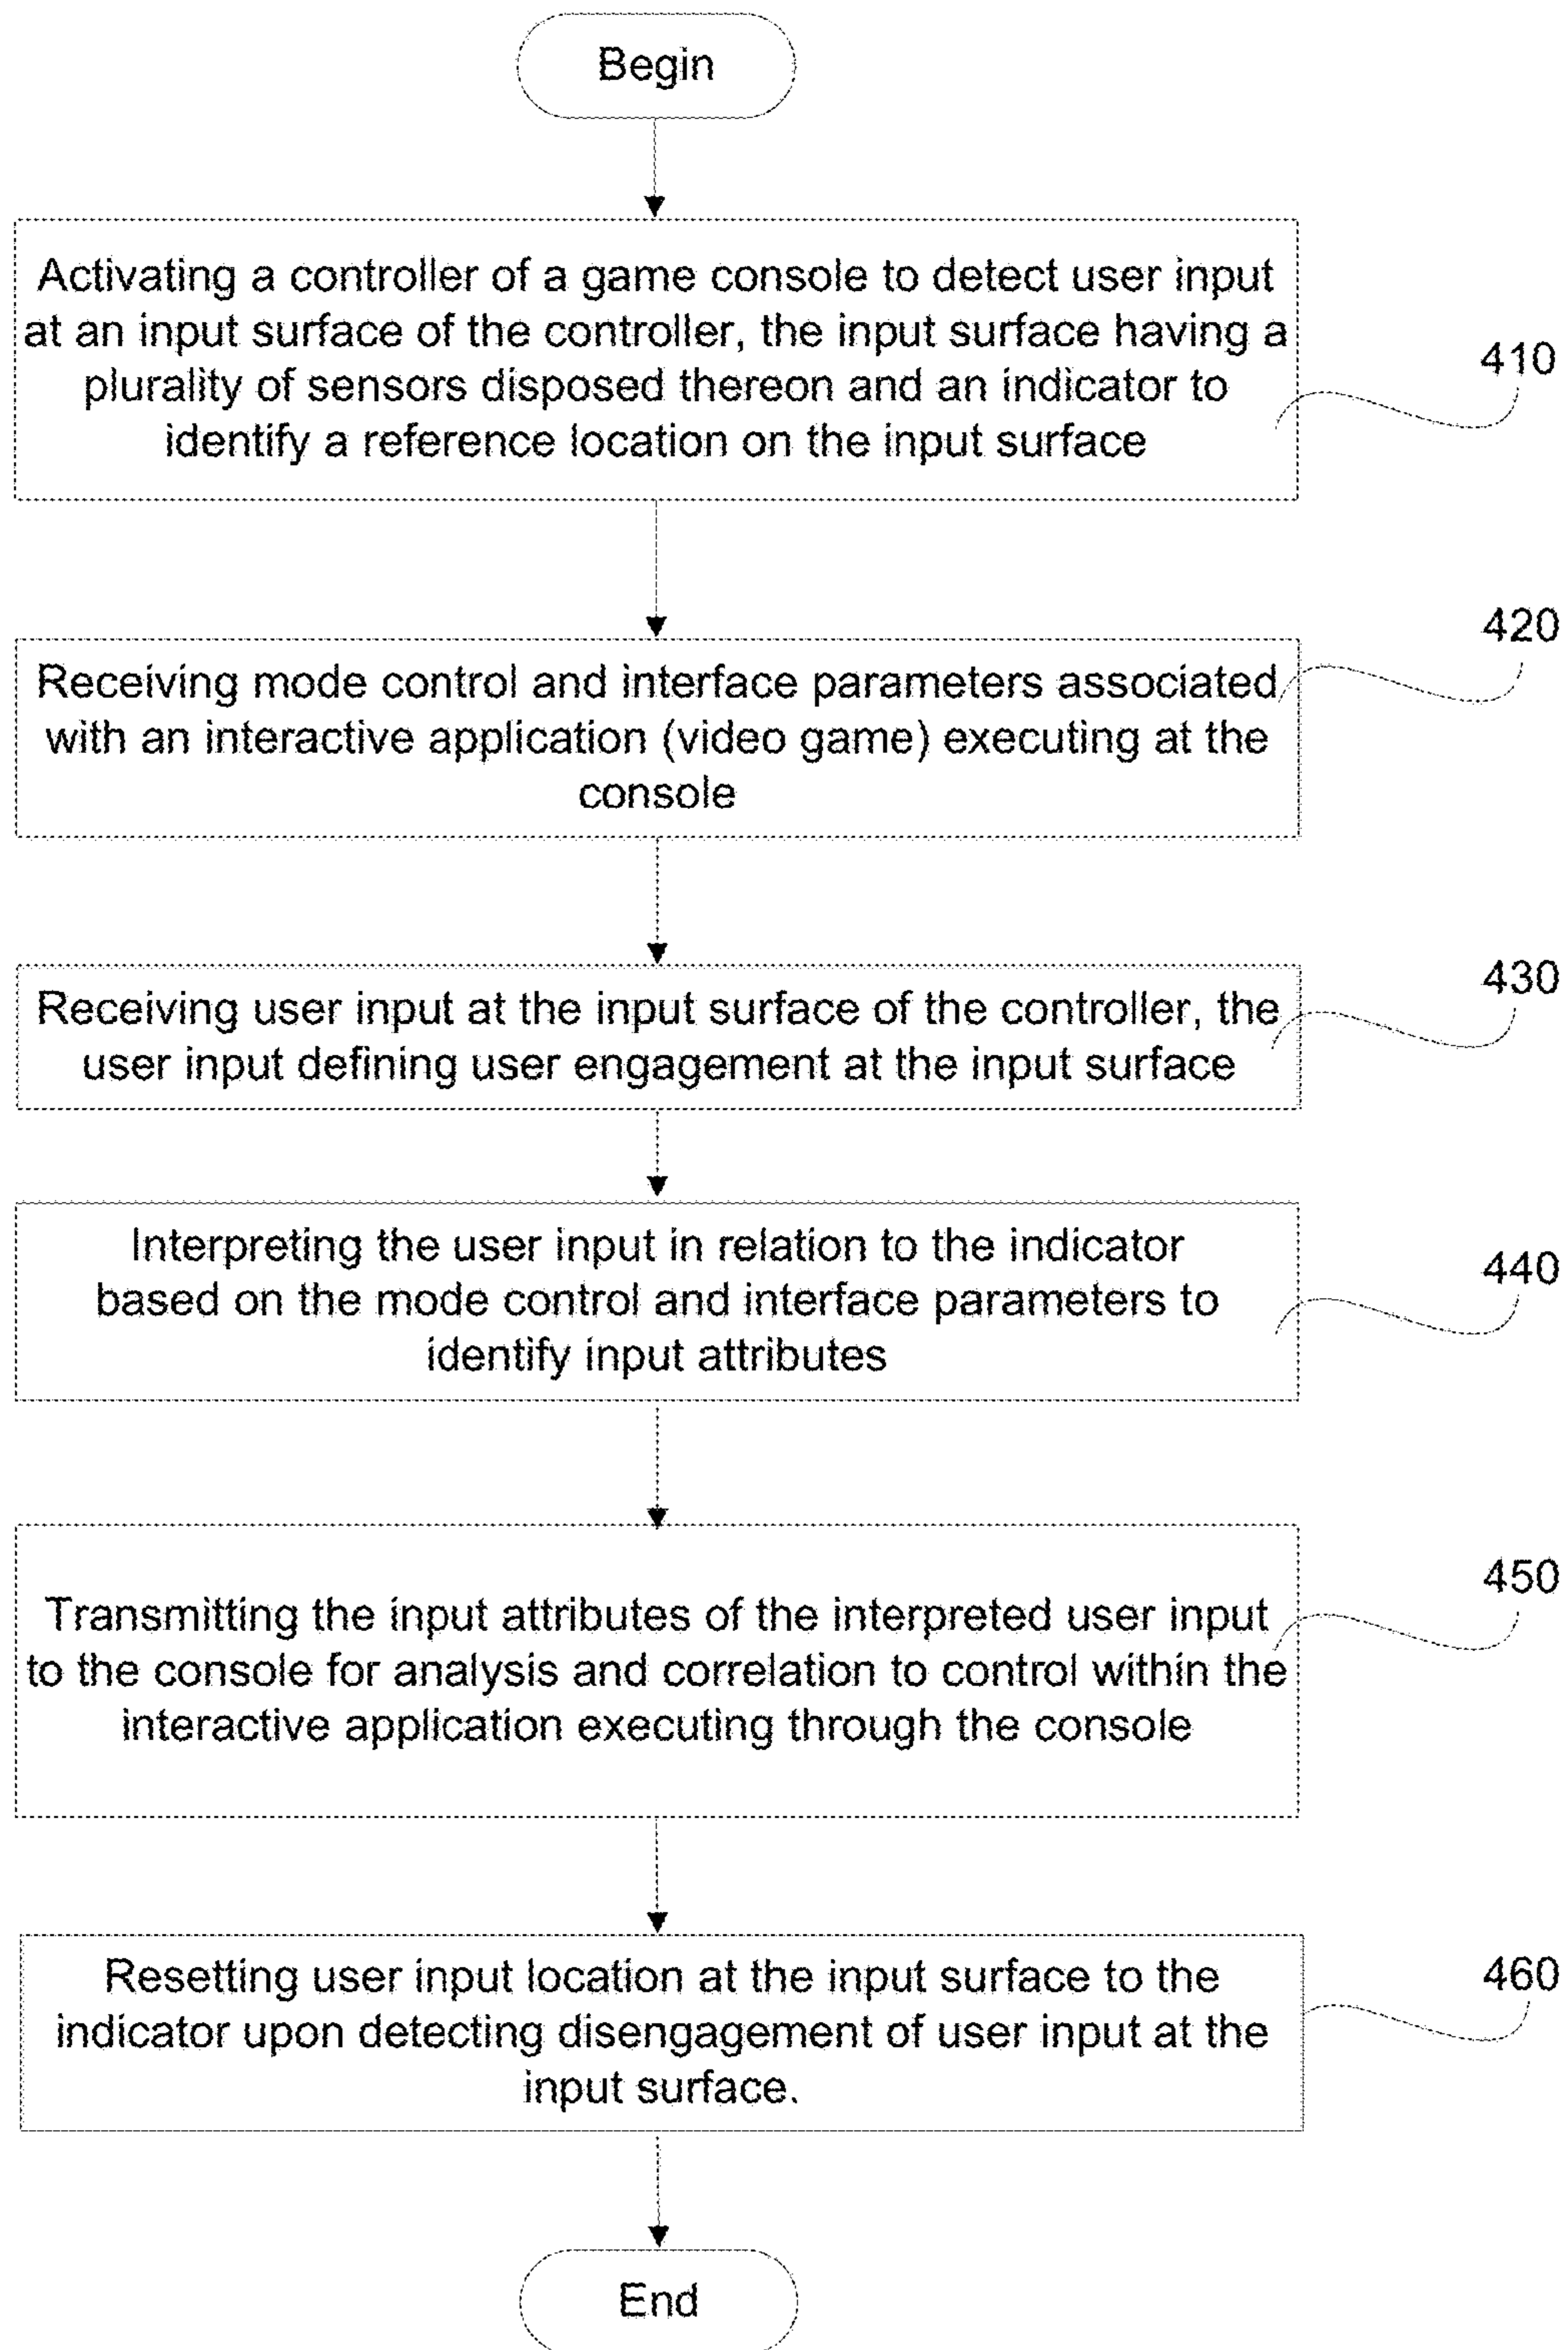 Begin
Activating a controller of a game console to detect user input
at an input surface of the controller, the input surface having a
plurality of sensors disposed thereon and an indicator to
identify a reference location on the input surface
410
Receiving mode control and interface parameters associated
with an interactive application (video game) executing at the
console
420
Receiving user input at the input surface of the controller, the
user input defining user engagement at the input surface
430
Interpreting the user input in relation to the indicator
based on the mode control and interface parameters to
identify input attributes
440
Transmitting the input attributes of the interpreted user input
to the console for analysis and correlation to control within the
interactive application executing through the console
450
Resetting user input location at the input surface to the
indicator upon detecting disengagement of user input at the
input surface.
460
End